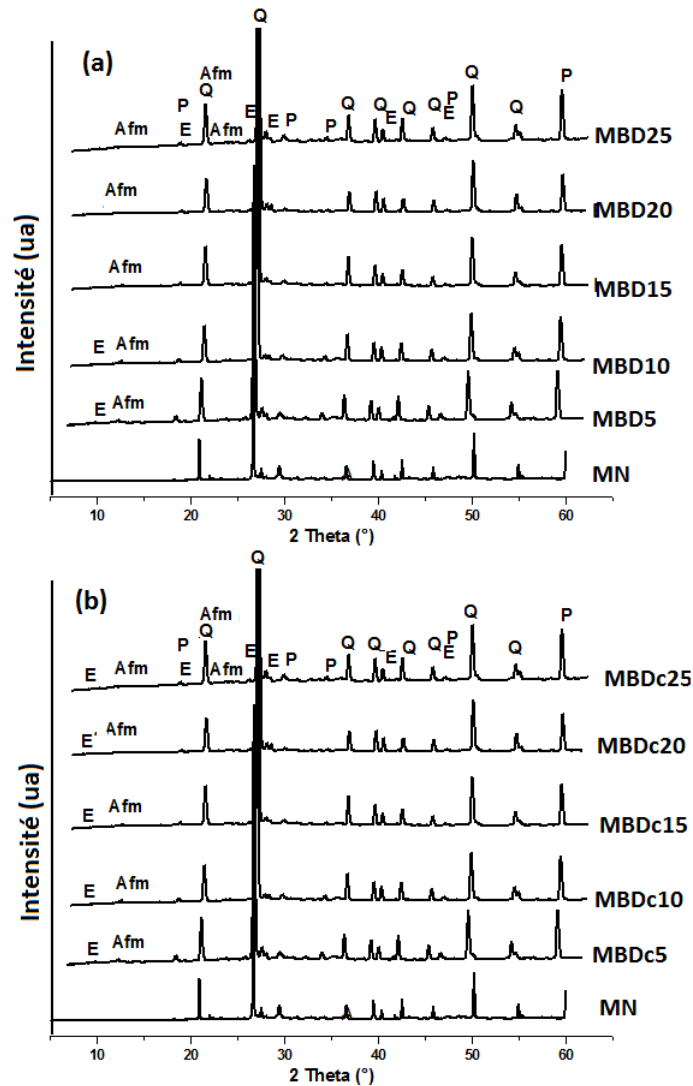 Q
(a)
Afm
Q
Q
P
P
Q
Afm
P
E
Afm
E
E
P
P
Q
Q
E
Q
Q
E
Q
MBD25
Afm
MBD20
Afm
MBD15
E
Afm
MBD10
E
Afm
MBD5
MN
Intensité (ua)
10 20 30 40 50 60
2 Theta (°)
Q
(b)
Afm
Q
Q
P
P
Q
E
Afm
P
E
Afm
E
E
P
P
Q
Q
E
Q
Q
E
Q
MBDc25
E
Afm
MBDc20
E
Afm
MBDc15
E
Afm
MBDc10
E
Afm
MBDc5
MN
Intensité (ua)
10 20 30 40 50 60
2 Theta (°)